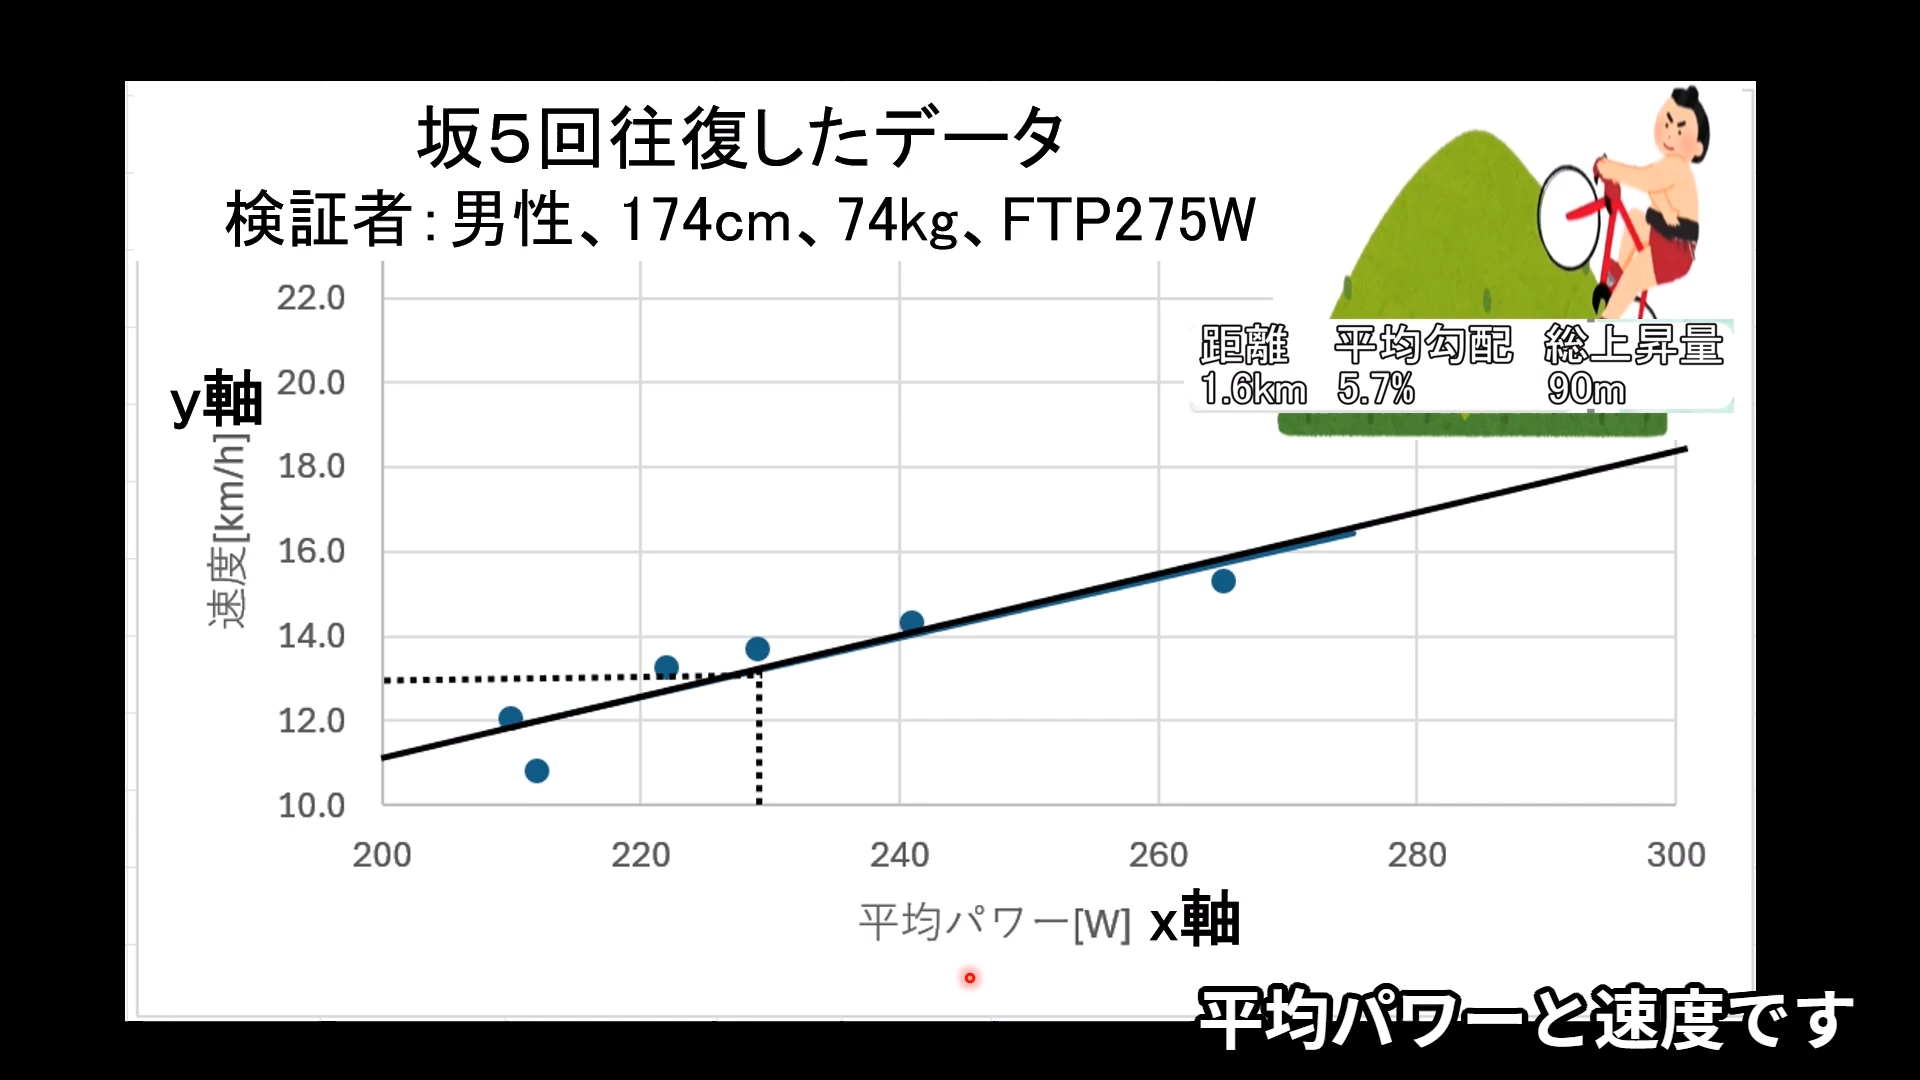 坂５回往復したデータ
検証者：男性、174cm、74kg、FTP275W
距離 平均勾配 総上昇量
1.6km 5.7% 90m
y軸
速度[km/h]
22.0
20.0
18.0
16.0
14.0
12.0
10.0
200 220 240 260 280 300
平均パワー[W] x軸
平均パワーと速度です